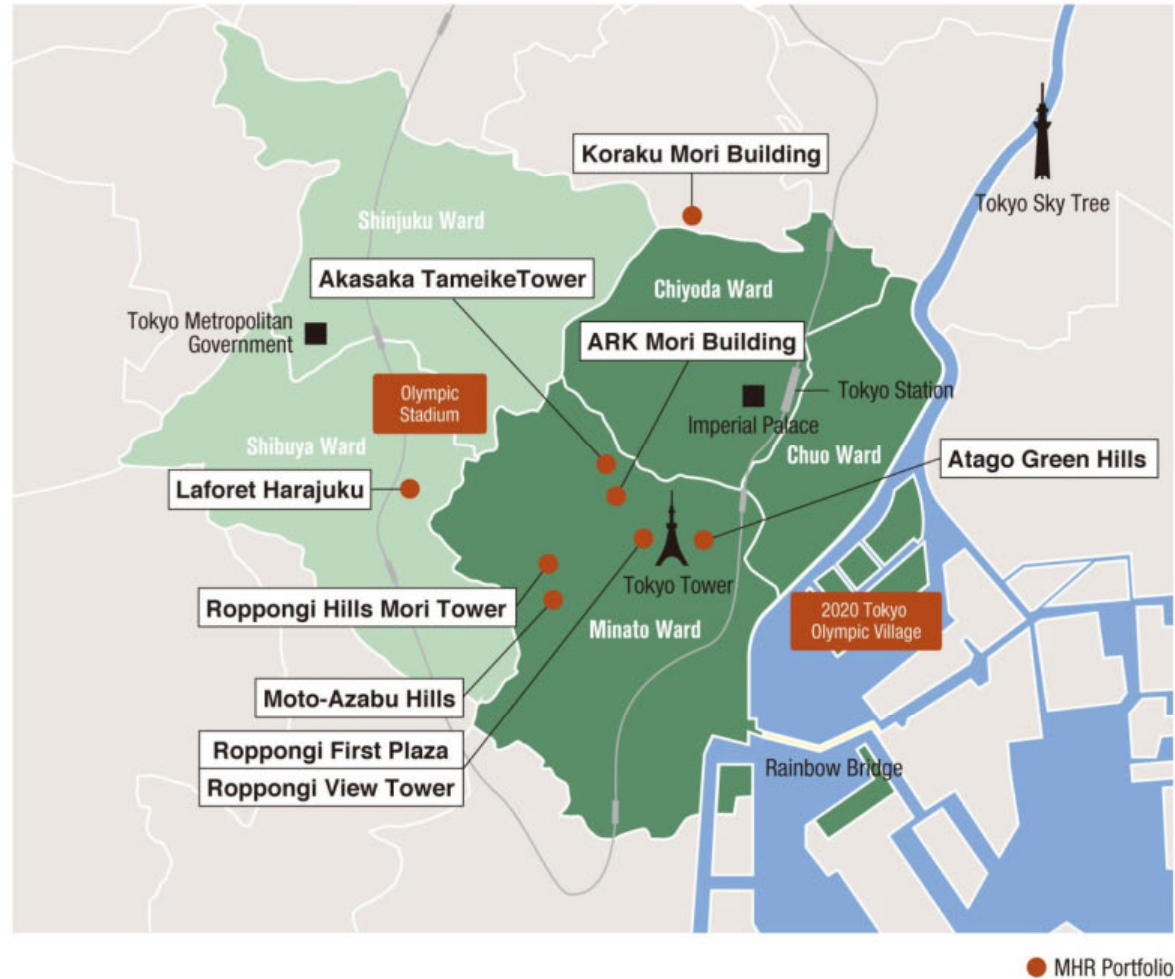 Koraku Mori Building
Tokyo Sky Tree
Shinjuku Ward
Akasaka TameikeTower
Chiyoda Ward
Tokyo Metropolitan
Government
ARK Mori Building
Olympic
Stadium
Tokyo Station
Imperial Palace
Shibuya Ward
Chuo Ward
Atago Green Hills
Laforet Harajuku
Tokyo Tower
Roppongi Hills Mori Tower
2020 Tokyo
Olympic Village
Minato Ward
Moto-Azabu Hills
Roppongi First Plaza
Roppongi View Tower
Rainbow Bridge
MHR Portfolio